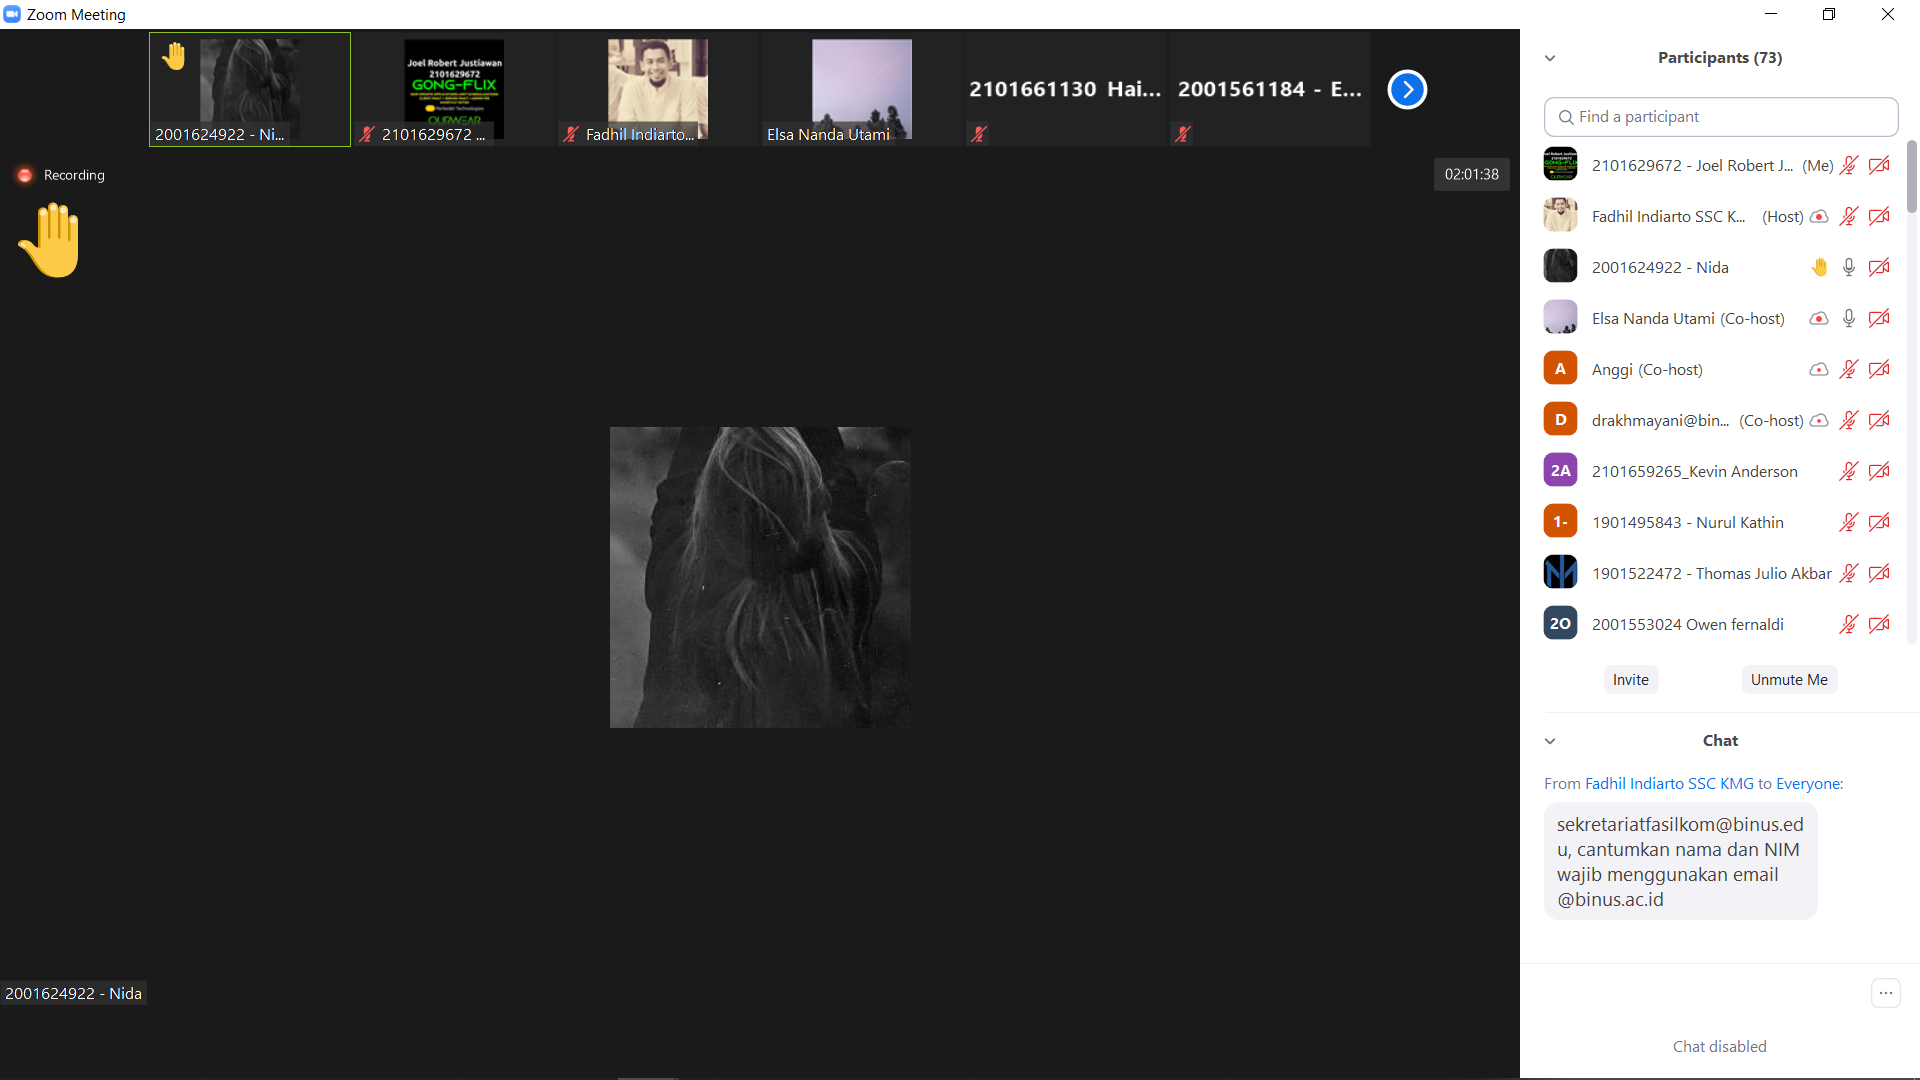 Zoom Meeting
2001624922 - Ni...
Joel Robert Justiawan
2101629672
GONG-FLIX
OURWEAR
2101629672 ...
Fadhil Indiarto...
Elsa Nanda Utami
2101661130 Hai...
2001561184 - E...
Recording
02:01:38
2001624922 - Nida
Participants (73)
Find a participant
2101629672 - Joel Robert J... (Me)
Fadhil Indiarto SSC K... (Host)
2001624922 - Nida
Elsa Nanda Utami (Co-host)
A Anggi (Co-host)
D drakhmayani@bin... (Co-host)
2A 2101659265_Kevin Anderson
1- 1901495843 - Nurul Kathin
1901522472 - Thomas Julio Akbar
2O 2001553024 Owen fernaldi
Invite Unmute Me
Chat
From Fadhil Indiarto SSC KMG to Everyone:
sekretariatfasilkom@binus.ed
u, cantumkan nama dan NIM
wajib menggunakan email
@binus.ac.id
Chat disabled